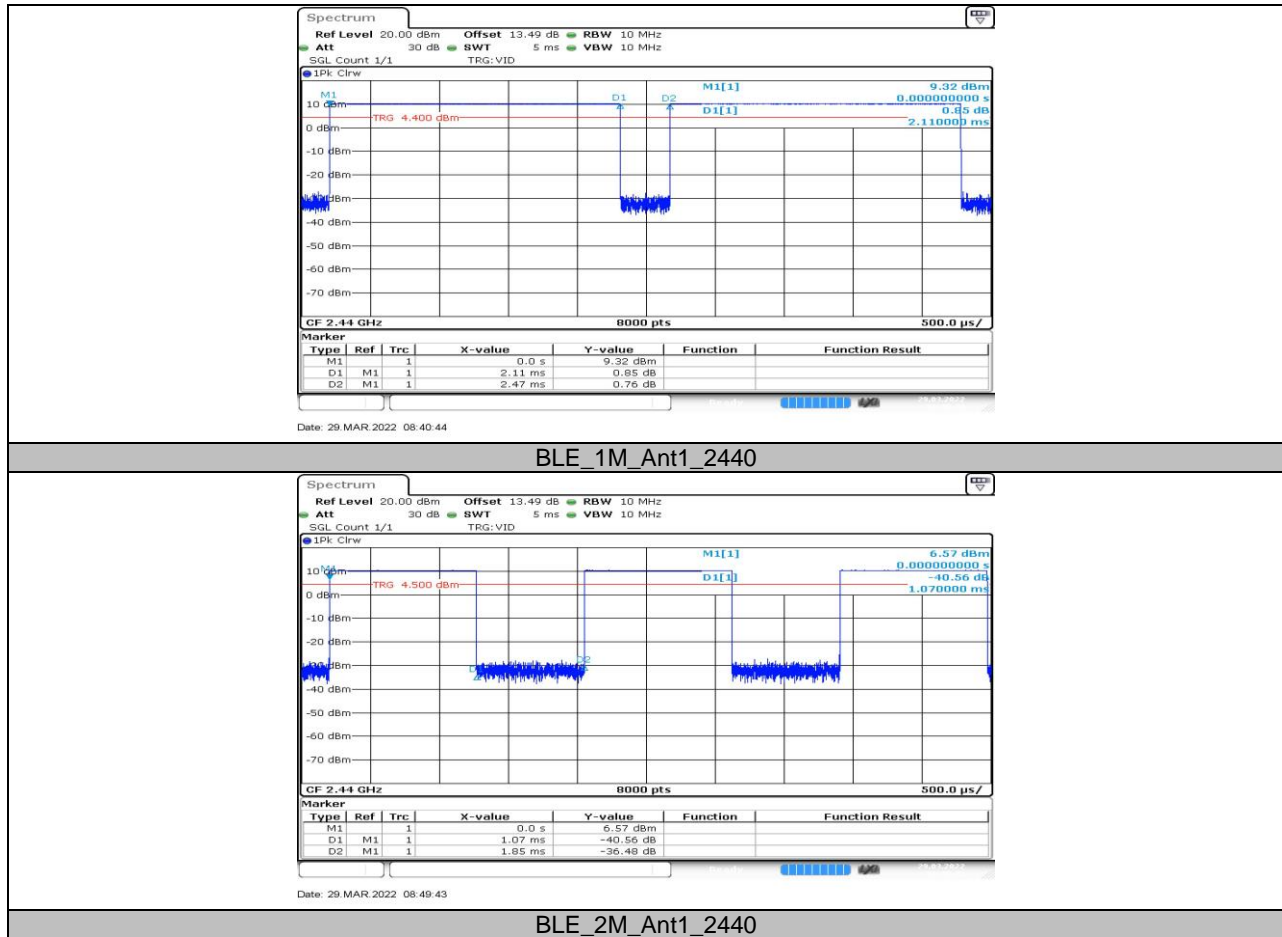 Spectrum
Ref Level 20.00 dBm Offset 13.49 dB RBW 10 MHz
Att 30 dB SWT 5 ms VBW 10 MHz
SGL Count 1/1 TRG:VID
1Pk Clrw
M1[1] 9.32 dBm
0.000000000 s
M1 D1 D2
D1[1] 0.85 dB
2.110000 ms
10 dBm
TRG 4.400 dBm
0 dBm
-10 dBm
-20 dBm
-40 dBm
-50 dBm
-60 dBm
-70 dBm
CF 2.44 GHz 8000 pts 500.0 µs/
Marker
Type Ref Trc X-value Y-value Function Function Result
M1 1 0.0 s 9.32 dBm
D1 M1 1 2.11 ms 0.85 dB
D2 M1 1 2.47 ms 0.76 dB
Date: 29.MAR.2022 08:40:44
BLE_1M_Ant1_2440
Spectrum
Ref Level 20.00 dBm Offset 13.49 dB RBW 10 MHz
Att 30 dB SWT 5 ms VBW 10 MHz
SGL Count 1/1 TRG:VID
1Pk Clrw
M1[1] 6.57 dBm
0.000000000 s
M1
D1[1] -40.56 dB
1.070000 ms
10 dBm
TRG 4.500 dBm
0 dBm
-10 dBm
-20 dBm
D2
-40 dBm
-50 dBm
-60 dBm
-70 dBm
CF 2.44 GHz 8000 pts 500.0 µs/
Marker
Type Ref Trc X-value Y-value Function Function Result
M1 1 0.0 s 6.57 dBm
D1 M1 1 1.07 ms -40.56 dB
D2 M1 1 1.85 ms -36.48 dB
Date: 29.MAR.2022 08:49:43
BLE_2M_Ant1_2440